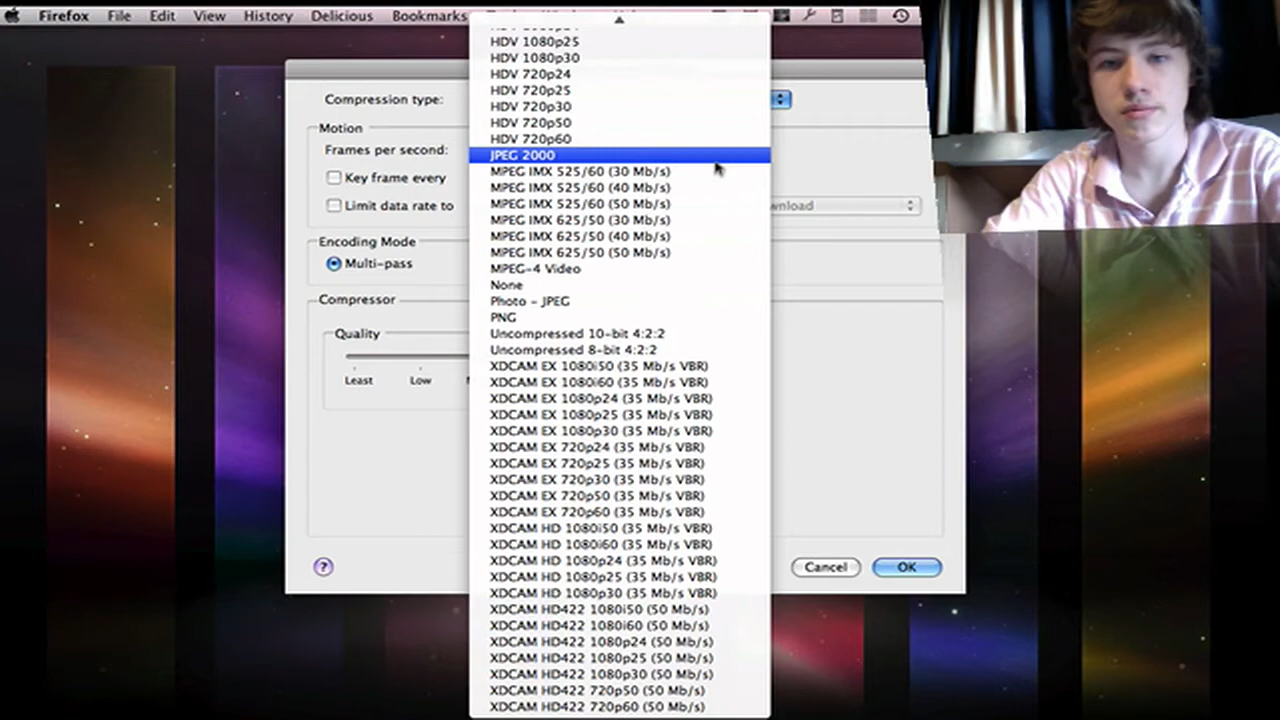 Firefox File Edit View History Delicious Bookmarks
HDV 1080p25
HDV 1080p30
HDV 720p24
HDV 720p25
HDV 720p30
HDV 720p50
HDV 720p60
JPEG 2000
MPEG IMX 525/60 (30 Mb/s)
MPEG IMX 525/60 (40 Mb/s)
MPEG IMX 525/60 (50 Mb/s)
MPEG IMX 625/50 (30 Mb/s)
MPEG IMX 625/50 (40 Mb/s)
MPEG IMX 625/50 (50 Mb/s)
MPEG-4 Video
None
Photo - JPEG
PNG
Uncompressed 10-bit 4:2:2
Uncompressed 8-bit 4:2:2
XDCAM EX 1080i50 (35 Mb/s VBR)
XDCAM EX 1080i60 (35 Mb/s VBR)
XDCAM EX 1080p24 (35 Mb/s VBR)
XDCAM EX 1080p25 (35 Mb/s VBR)
XDCAM EX 1080p30 (35 Mb/s VBR)
XDCAM EX 720p24 (35 Mb/s VBR)
XDCAM EX 720p25 (35 Mb/s VBR)
XDCAM EX 720p30 (35 Mb/s VBR)
XDCAM EX 720p50 (35 Mb/s VBR)
XDCAM EX 720p60 (35 Mb/s VBR)
XDCAM HD 1080i50 (35 Mb/s VBR)
XDCAM HD 1080i60 (35 Mb/s VBR)
XDCAM HD 1080p24 (35 Mb/s VBR)
XDCAM HD 1080p25 (35 Mb/s VBR)
XDCAM HD 1080p30 (35 Mb/s VBR)
XDCAM HD422 1080i50 (50 Mb/s)
XDCAM HD422 1080i60 (50 Mb/s)
XDCAM HD422 1080p24 (50 Mb/s)
XDCAM HD422 1080p25 (50 Mb/s)
XDCAM HD422 1080p30 (50 Mb/s)
XDCAM HD422 720p50 (50 Mb/s)
XDCAM HD422 720p60 (50 Mb/s)
Compression type:
Motion
Frames per second:
Key frame every
Limit data rate to
Encoding Mode
Multi-pass
Compressor
Quality
Least Low
?
Cancel OK